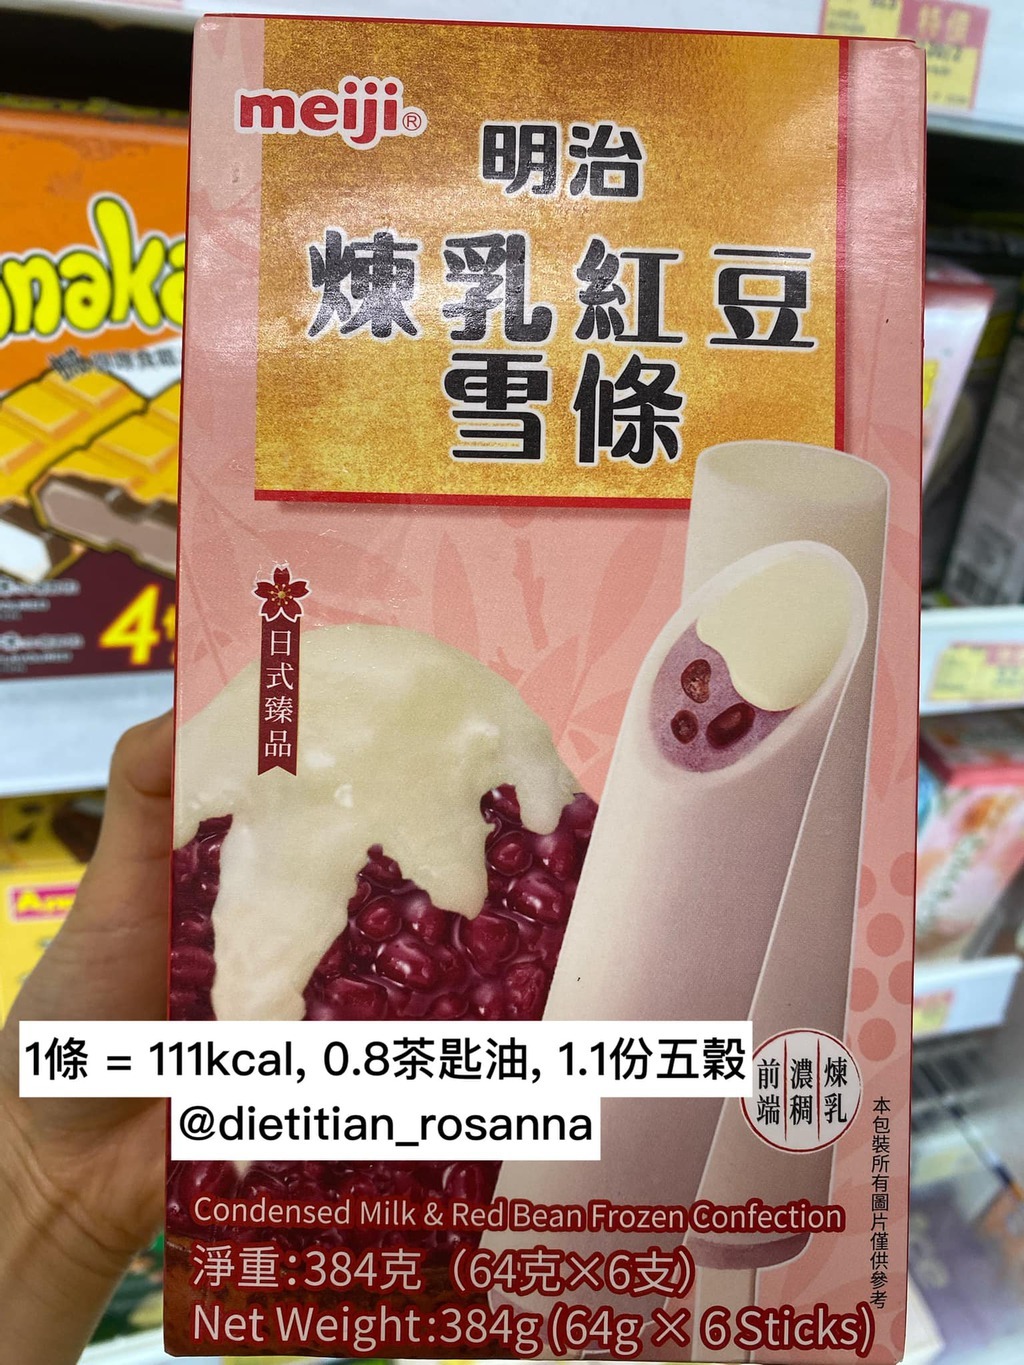 meiji®
明治
煉乳紅豆
雪條
日式臻品
1條 = 111kcal, 0.8茶匙油, 1.1份五穀
@dietitian_rosanna
煉乳
濃稠
前端
本包裝所有圖片僅供參考
Condensed Milk & Red Bean Frozen Confection
淨重:384克（64克×6支）
Net Weight:384g (64g × 6 Sticks)
特價
4